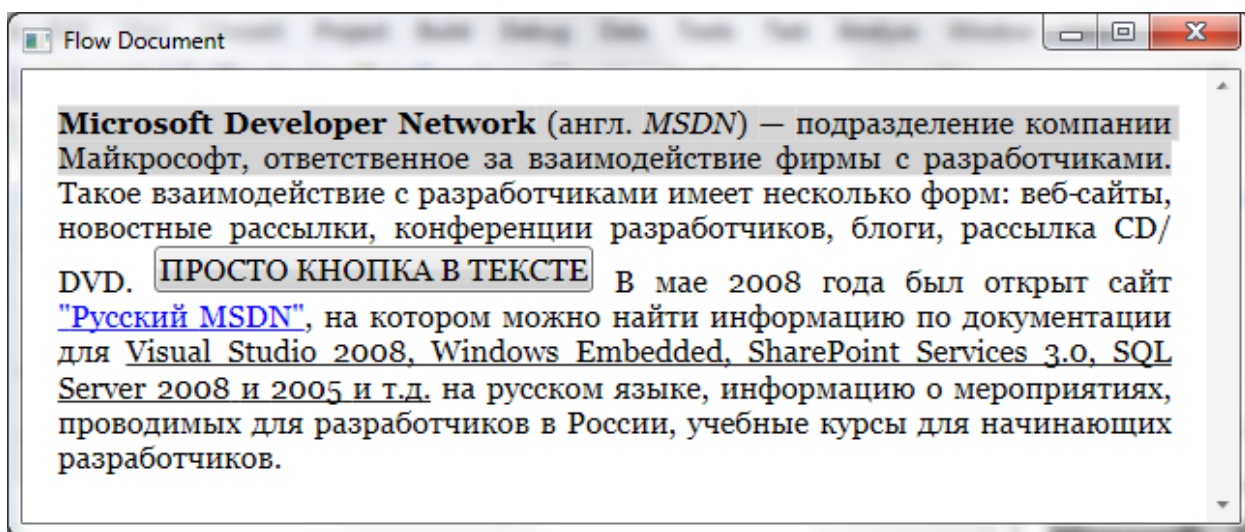 Flow Document
Microsoft Developer Network (англ. MSDN) — подразделение компании
Майкрософт, ответственное за взаимодействие фирмы с разработчиками.
Такое взаимодействие с разработчиками имеет несколько форм: веб-сайты,
новостные рассылки, конференции разработчиков, блоги, рассылка CD/
DVD. ПРОСТО КНОПКА В ТЕКСТЕ В мае 2008 года был открыт сайт
"Русский MSDN", на котором можно найти информацию по документации
для Visual Studio 2008, Windows Embedded, SharePoint Services 3.0, SQL
Server 2008 и 2005 и т.д. на русском языке, информацию о мероприятиях,
проводимых для разработчиков в России, учебные курсы для начинающих
разработчиков.